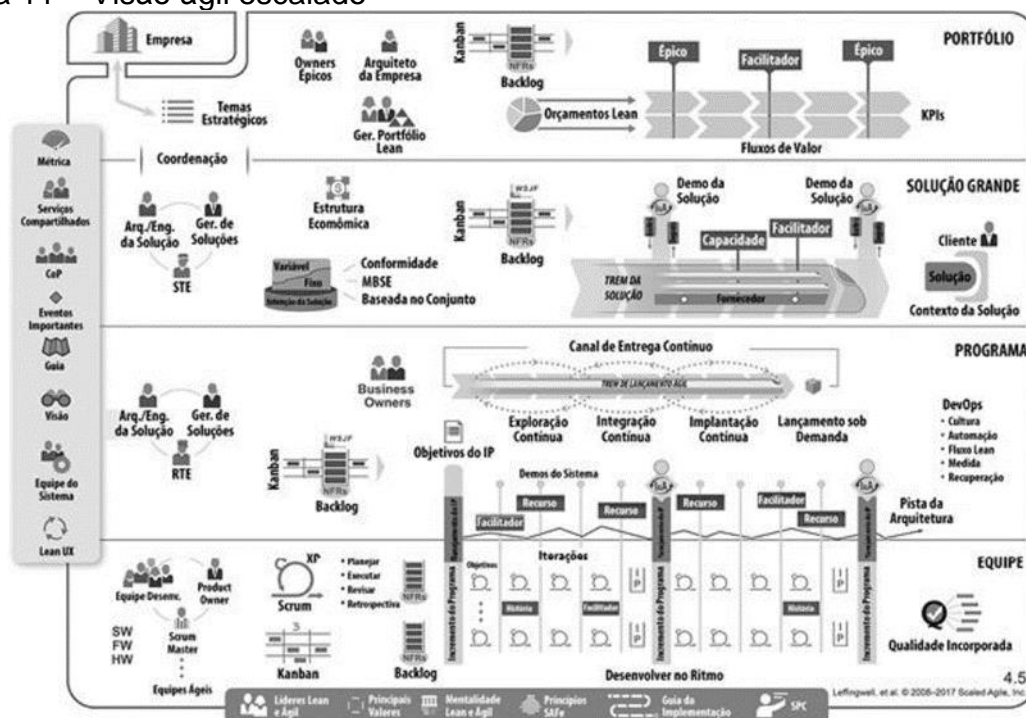 Visão ágil escalado
Empresa
Temas
Estratégicos
Owners
Épicos
Arquiteto
da Empresa
Ger. Portfólio
Lean
Kanban
NFRs
Backlog
Orçamentos Lean
Épico
Facilitador
Épico
KPIs
Fluxos de Valor
PORTFÓLIO
Métrica
Serviços
Compartilhados
CoP
Eventos
Importantes
Guia
Visão
Equipe do
Sistema
Lean UX
Coordenação
Arq./Eng.
da Solução
Ger. de
Soluções
STE
Estrutura
Econômica
Variável
Fixo
Intenção da Solução
Conformidade
MBSE
Baseada no Conjunto
Kanban
WSJF
NFRs
Backlog
Demo da
Solução
Demo da
Solução
Capacidade
Facilitador
TREM DA
SOLUÇÃO
Fornecedor
SOLUÇÃO GRANDE
Cliente
Solução
Contexto da Solução
Arq./Eng.
da Solução
Ger. de
Soluções
RTE
Business
Owners
Kanban
WSJF
NFRs
Backlog
Canal de Entrega Contínuo
TREM DE LANÇAMENTO ÁGIL
Exploração
Contínua
Integração
Contínua
Implantação
Contínua
Lançamento sob
Demanda
PROGRAMA
DevOps
• Cultura
• Automação
• Fluxo Lean
• Medida
• Recuperação
Objetivos do IP
Demos do Sistema
Facilitador
Recurso
Recurso
Recurso
Facilitador
Recurso
Pista da
Arquitetura
Equipe Desenv.
Product
Owner
Scrum
Master
SW
FW
HW
Equipes Ágeis
XP
Scrum
• Planejar
• Executar
• Revisar
• Retrospectiva
3
Kanban
NFRs
NFRs
Backlog
Incremento do Programa
Objetivos
Iterações
História
Facilitador
I
P
I
P
Incremento do Programa
História
I
P
I
P
Incremento do Programa
Desenvolver no Ritmo
EQUIPE
Qualidade Incorporada
4.5
Leffingwell, et al. © 2008–2017 Scaled Agile, Inc
Líderes Lean
e Ágil
Principais
Valores
Mentalidade
Lean e Ágil
Princípios
SAFe
Guia da
Implementação
SPC